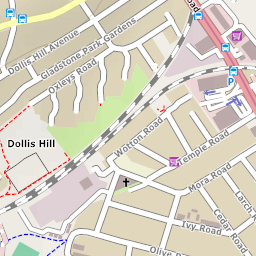 Road
Dollis Hill Avenue
Gladstone Park Gardens
Oxleys Road
P
Dollis Hill
Wotton Road
Temple Road
Mora Road
Larch
Cedar Road
Ivy Road
Olive